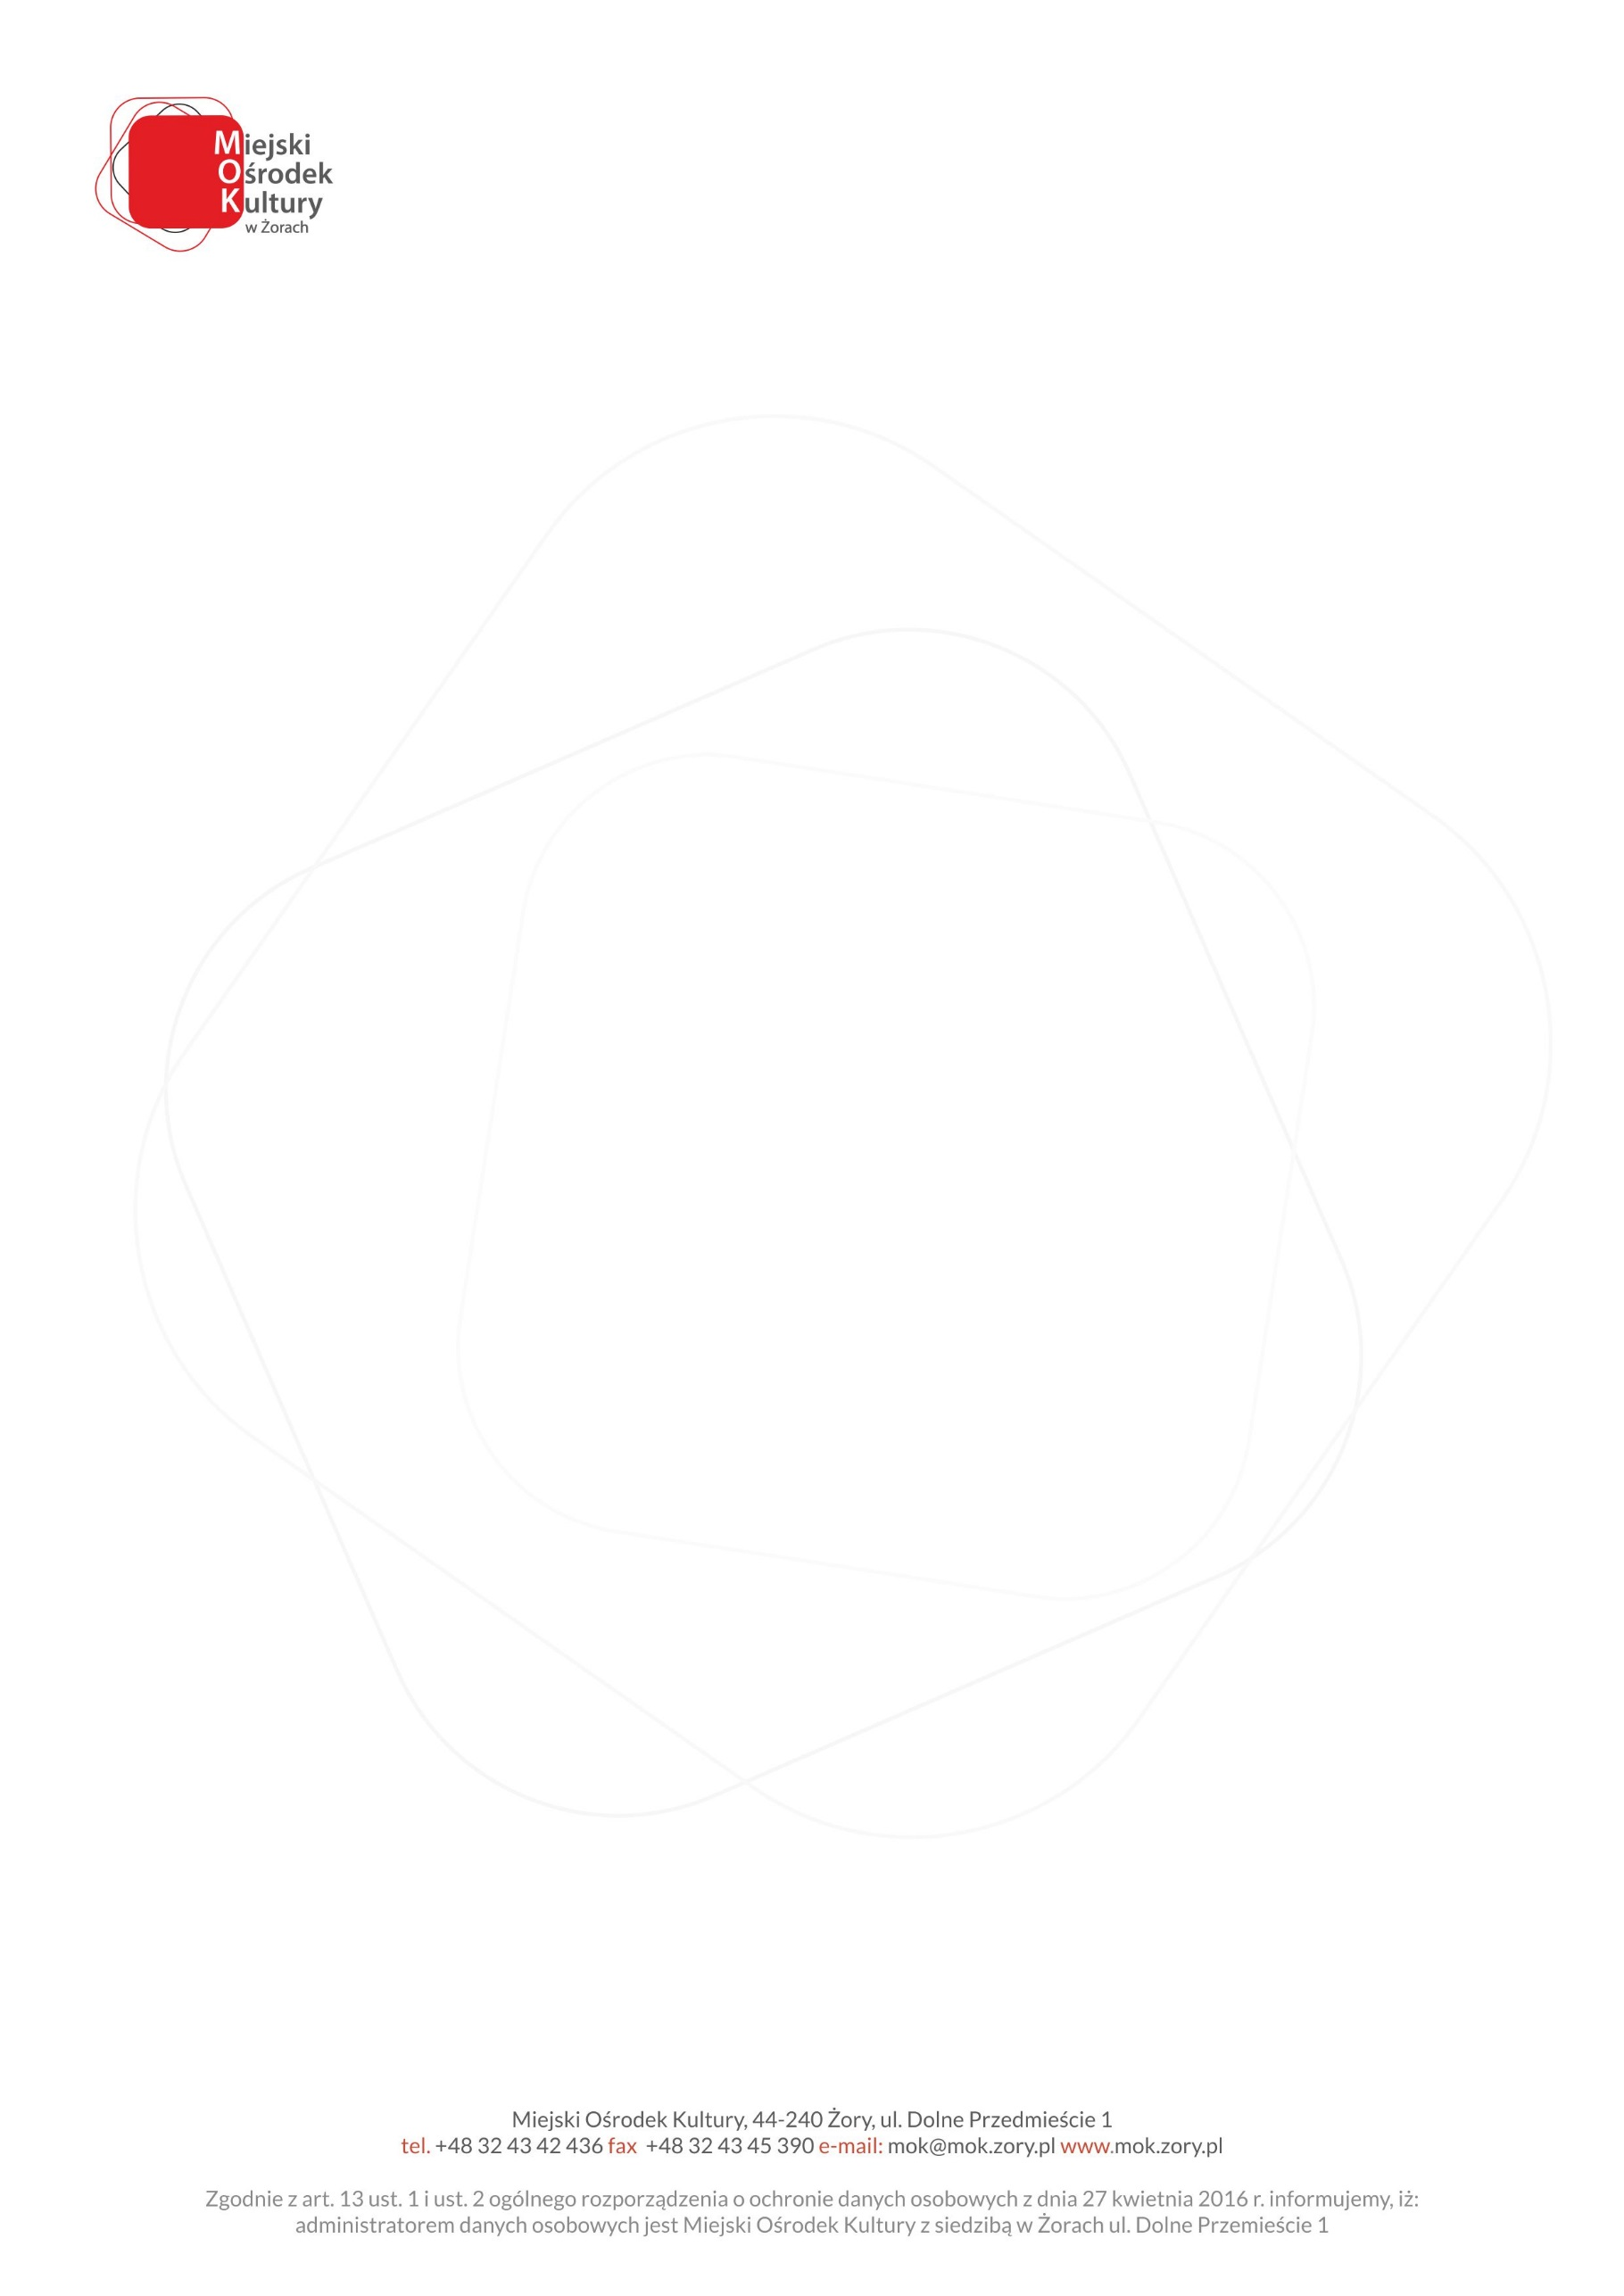 Miejski
Ośrodek
Kultury
w Żorach
Miejski Ośrodek Kultury, 44-240 Żory, ul. Dolne Przedmieście 1
tel. +48 32 43 42 436 fax +48 32 43 45 390 e-mail: mok@mok.zory.pl www.mok.zory.pl
Zgodnie z art. 13 ust. 1 i ust. 2 ogólnego rozporządzenia o ochronie danych osobowych z dnia 27 kwietnia 2016 r. informujemy, iż:
administratorem danych osobowych jest Miejski Ośrodek Kultury z siedzibą w Żorach ul. Dolne Przemieście 1